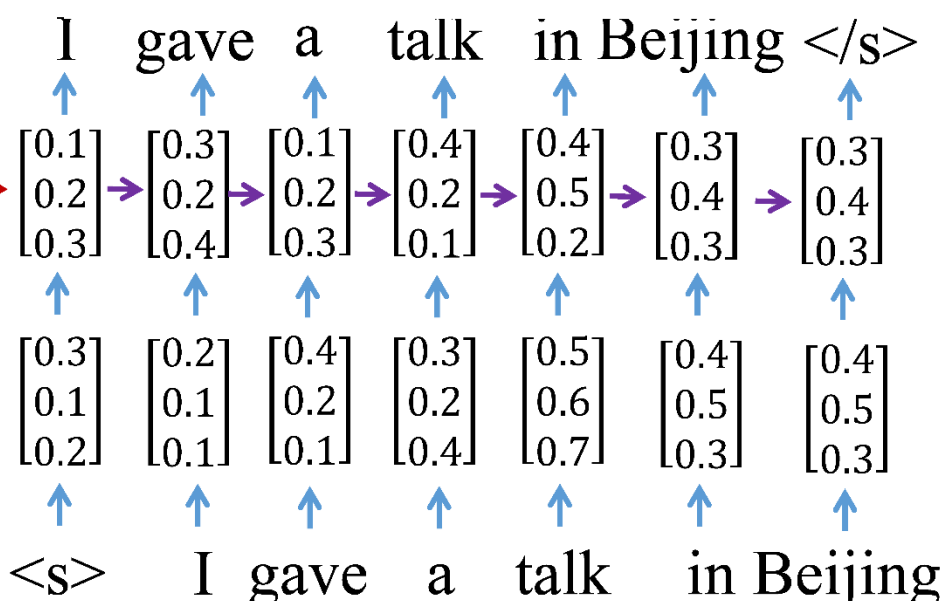 I gave a talk in Beijing </s>
[0.1 [0.3 [0.1 [0.4 [0.4 [0.3 [0.3
0.2 0.2 0.2 0.2 0.5 0.4 0.4
0.3] 0.4] 0.3] 0.1] 0.2] 0.3] 0.3]
[0.3 [0.2 [0.4 [0.3 [0.5 [0.4 [0.4
0.1 0.1 0.2 0.2 0.6 0.5 0.5
0.2] 0.1] 0.1] 0.4] 0.7] 0.3] 0.3]
<s> I gave a talk in Beijing